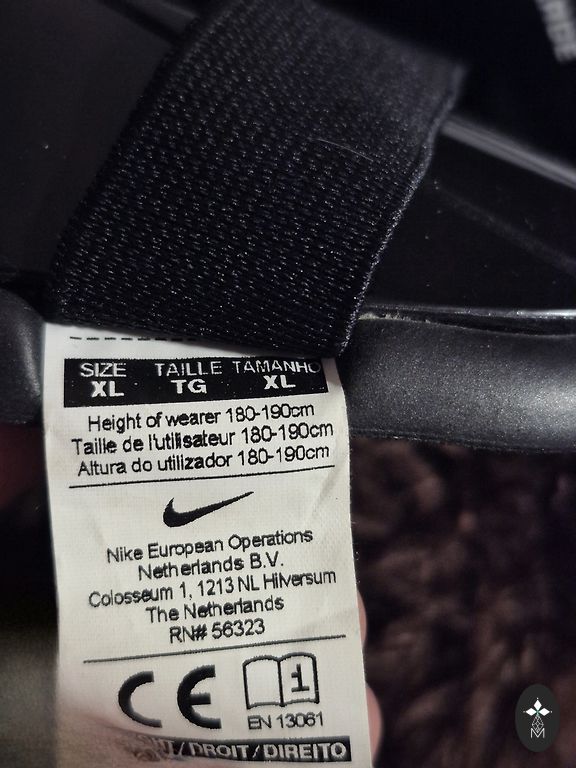 SIZE TAILLE TAMANHO
XL TG XL
Height of wearer 180-190cm
Taille de l'utilisateur 180-190cm
Altura do utilizador 180-190cm
Nike European Operations
Netherlands B.V.
Colosseum 1, 1213 NL Hilversum
The Netherlands
RN# 56323
CE
1
EN 13061
/DROIT/DIREITO
M